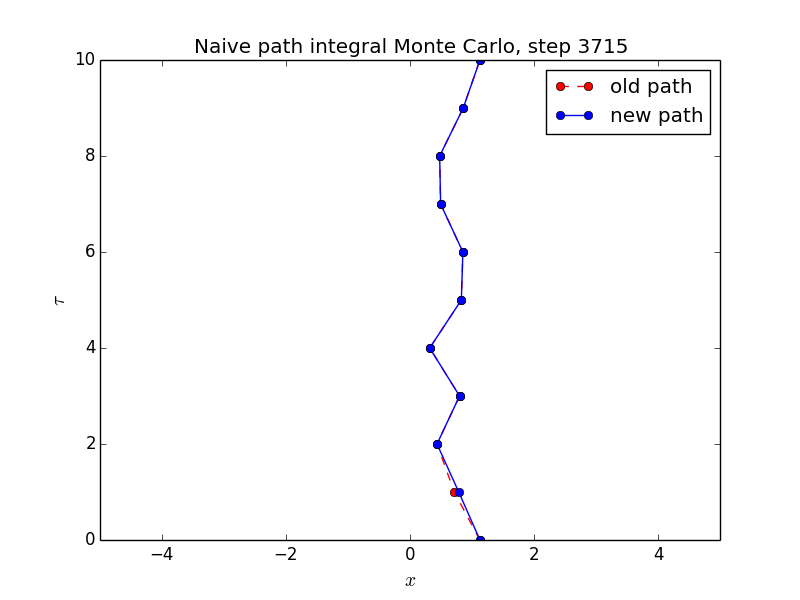 Naive path integral Monte Carlo, step 3715
10
old path
new path
8
6
τ
4
2
0
−4 −2 0 2 4
x